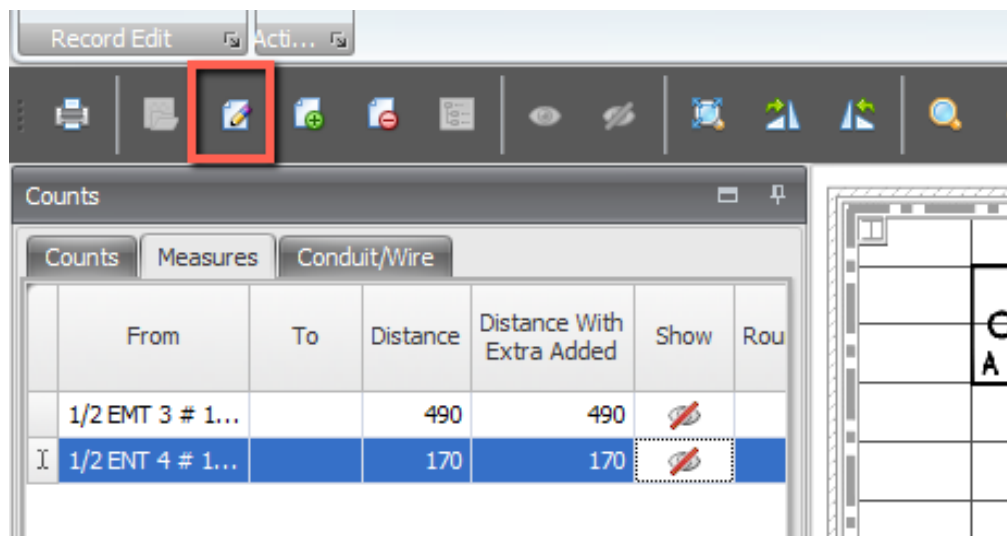 Record Edit
Acti...
Counts
Counts Measures Conduit/Wire
From To Distance Distance With Show Rou
Extra Added
1/2 EMT 3 # 1... 490 490
1/2 ENT 4 # 1... 170 170
A